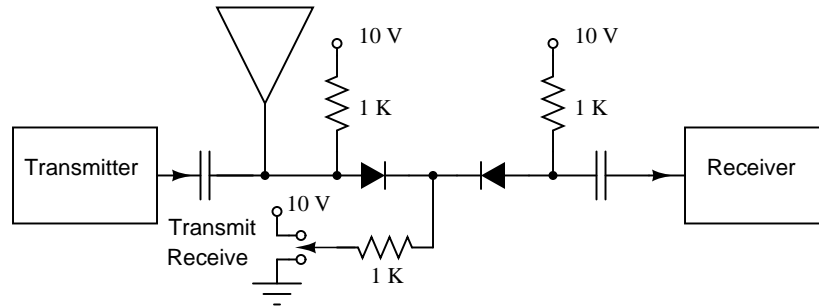 10 V
10 V
1 K
1 K
Transmitter
Receiver
10 V
Transmit
Receive
1 K